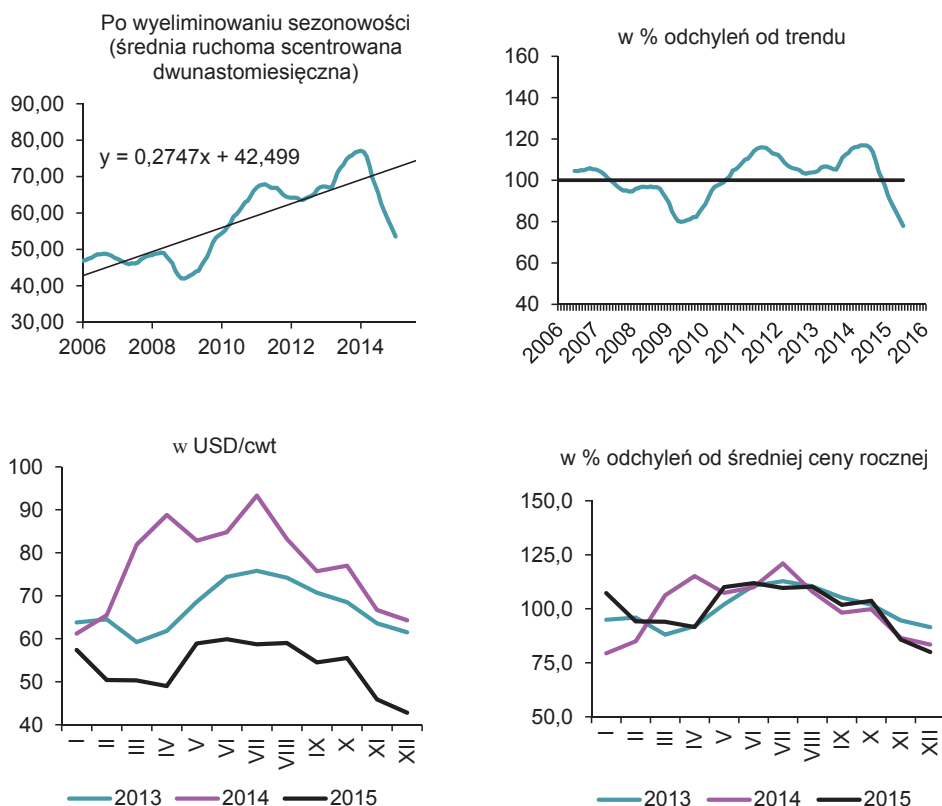 Po wyeliminowaniu sezonowości
(średnia ruchoma scentrowana
dwunastomiesięczna)
90,00
80,00
70,00
60,00
50,00
40,00
30,00
y = 0,2747x + 42,499
2006 2008 2010 2012 2014
w % odchyleń od trendu
160
140
120
100
80
60
40
2006 2007 2008 2009 2010 2011 2012 2013 2014 2015 2016
w USD/cwt
100
90
80
70
60
50
40
I II III IV V VI VII VIII IX X XI XII
2013 2014 2015
w % odchyleń od średniej ceny rocznej
150,0
125,0
100,0
75,0
50,0
I II III IV V VI VII VIII IX X XI XII
2013 2014 2015